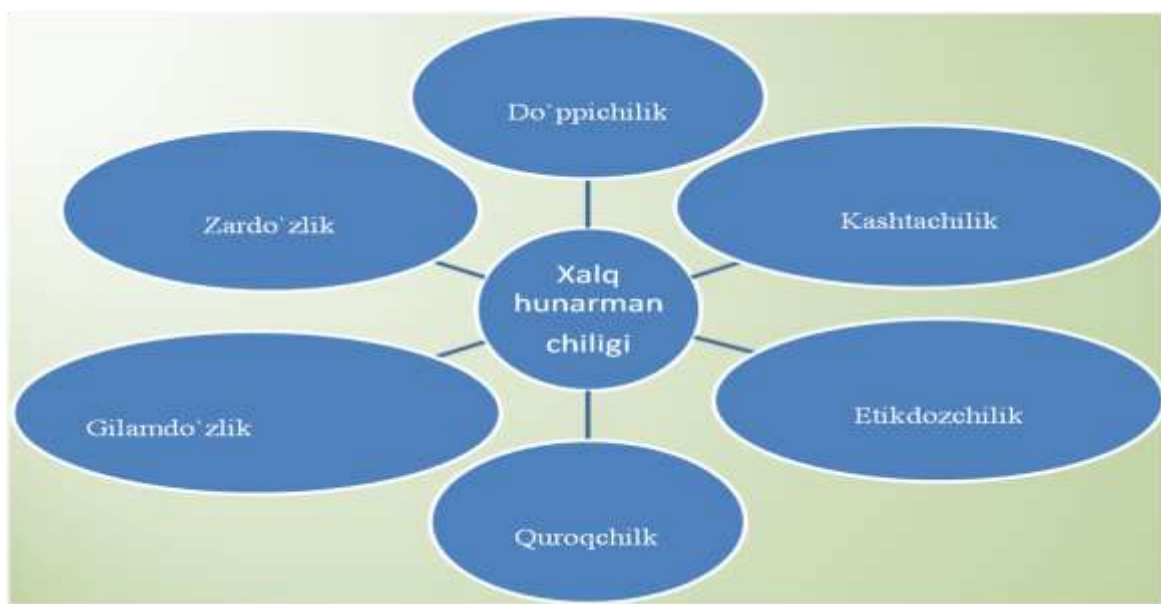 Do`ppichilik
Kashtachilik
Zardo`zlik
Xalq
hunarman
chiligi
Etikdozchilik
Gilamdo`zlik
Quroqchilk